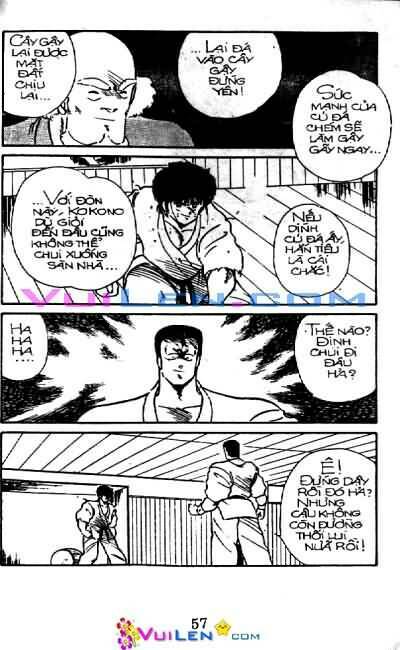 CÂY GẬY
LẠI ĐƯỢC
MẶT
ĐẤT
CHỊU
LẠI...
...LẠI ĐÁ
VÀO CÂY
GẬY
ĐỨNG
YÊN!
SỨC
MẠNH CỦA
CÚ ĐÁ
CHEM SẼ
LÀM GẪY
GẬY NGAY...
...VỚI ĐÒN
NÀY, KOKONO
DÙ GIỎI
ĐẾN ĐÂU CŨNG
KHÔNG THỂ
CHUI XUỐNG
SÀN NHÀ...
NẾU
DÍNH
CÚ ĐÁ ẤY,
HẮN TIÊU
LÀ CÁI
CHẮC!
VUILEN.COM
HA
HA
HA...
THẾ NÀO?
ĐỊNH
CHUI ĐI
ĐÂU
HẢ?
Ê!
ĐỨNG DẬY
RỒI ĐÓ HẢ?
NHƯNG
CẬU KHÔNG
CÒN ĐƯỜNG
THỐI LUI
NỮA RỒI!
57
VUILEN.COM